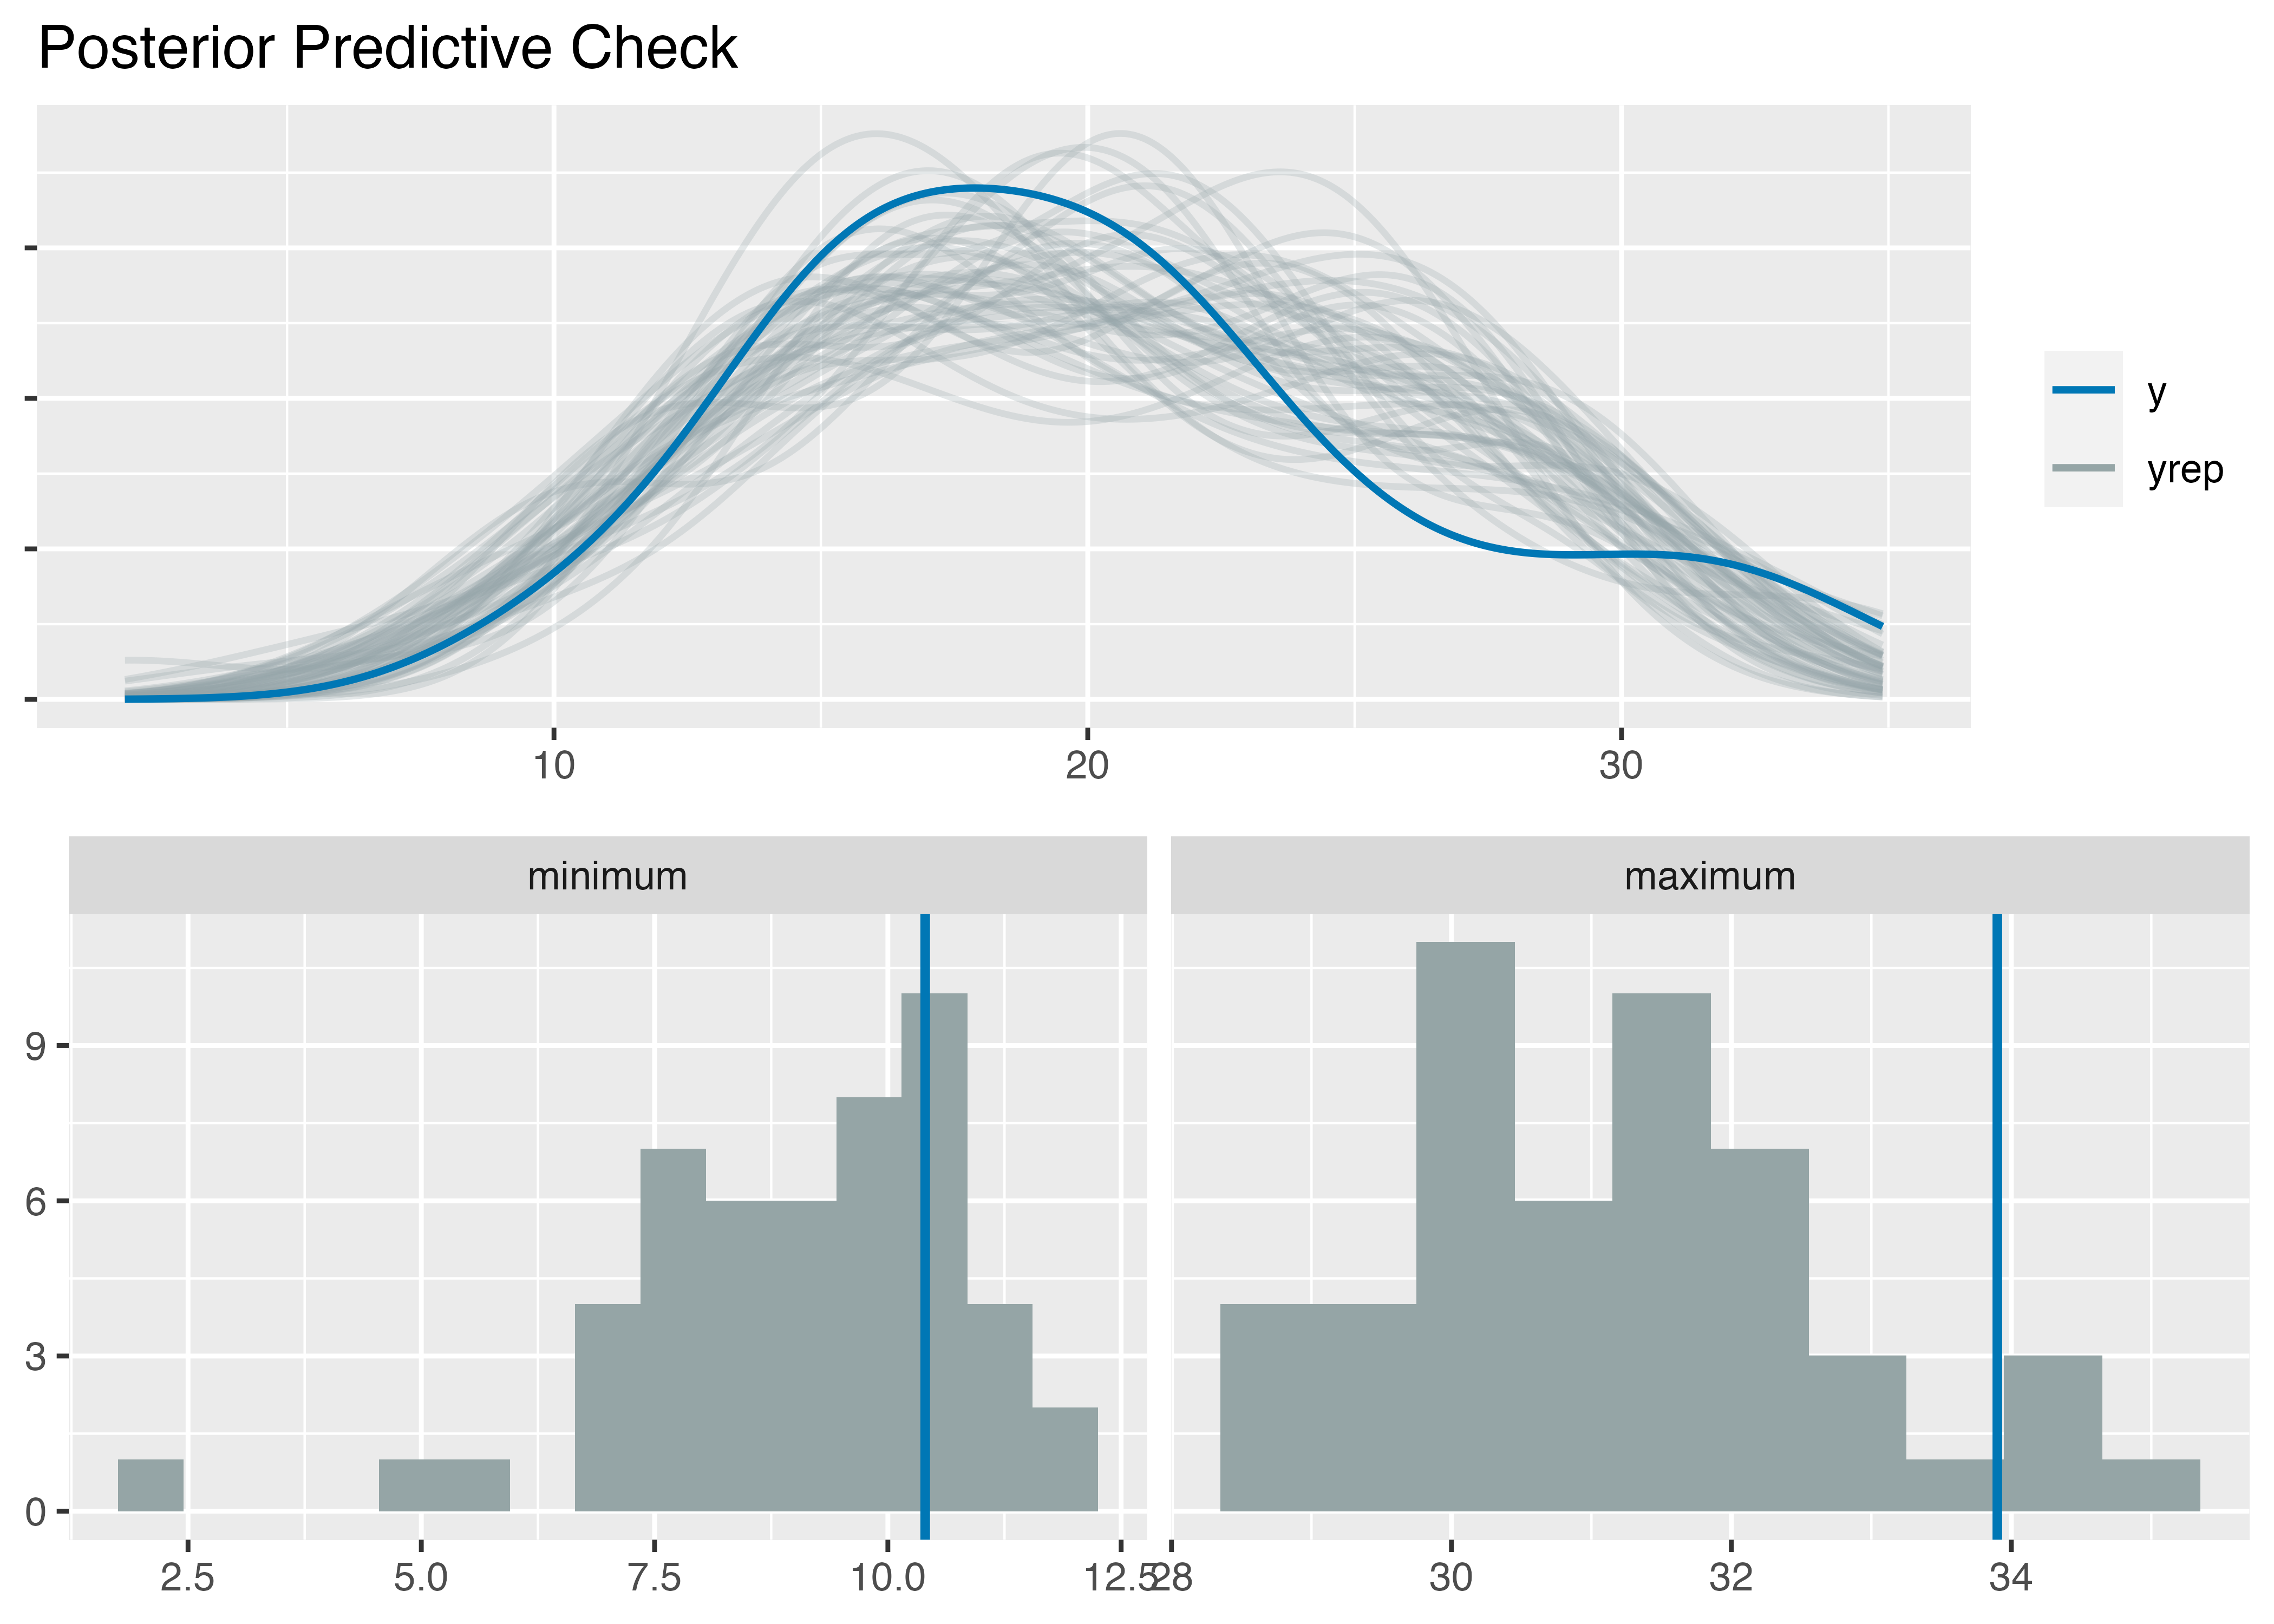 Posterior Predictive Check
y
yrep
10 20 30
minimum maximum
9
6
3
0
2.5 5.0 7.5 10.0 12.5 28 30 32 34